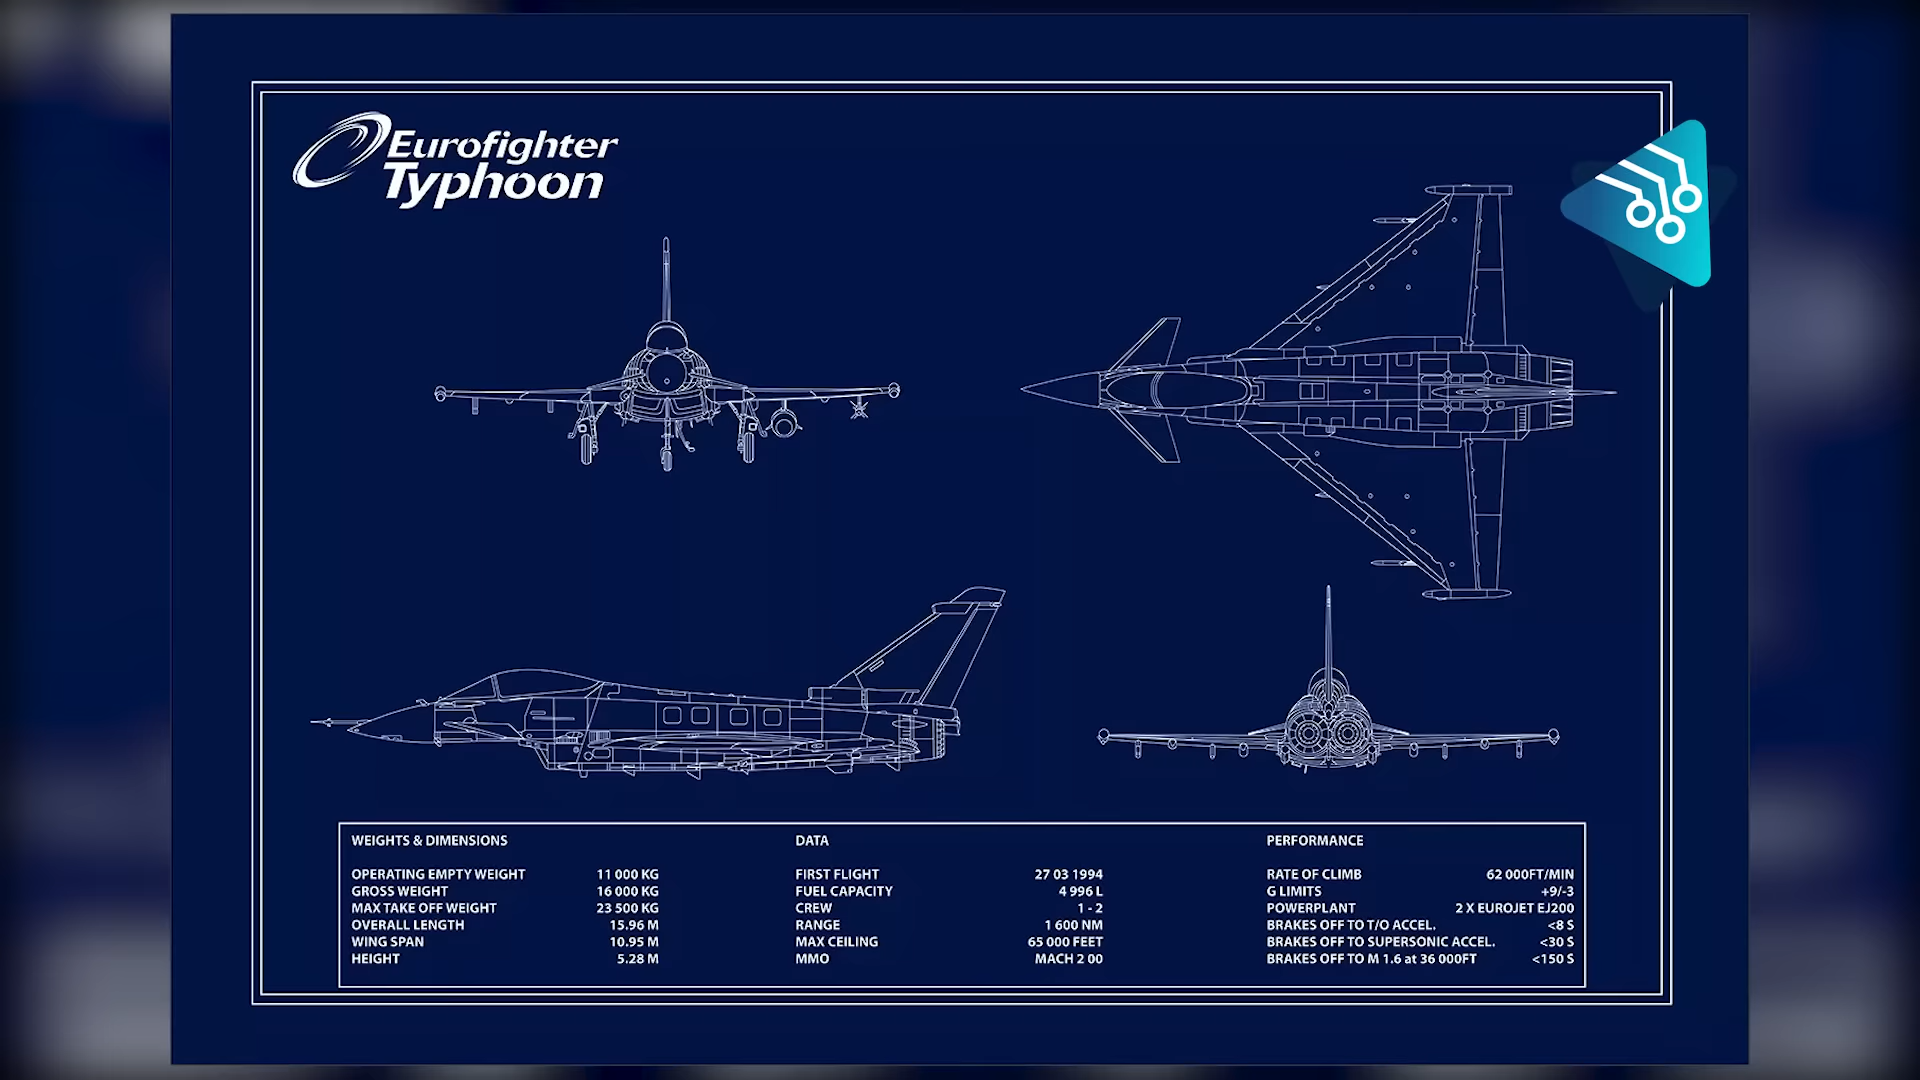 Eurofighter
Typhoon
WEIGHTS & DIMENSIONS
OPERATING EMPTY WEIGHT 11 000 KG
GROSS WEIGHT 16 000 KG
MAX TAKE OFF WEIGHT 23 500 KG
OVERALL LENGTH 15.96 M
WING SPAN 10.95 M
HEIGHT 5.28 M
DATA
FIRST FLIGHT 27 03 1994
FUEL CAPACITY 4 996 L
CREW 1 - 2
RANGE 1 600 NM
MAX CEILING 65 000 FEET
MMO MACH 2 00
PERFORMANCE
RATE OF CLIMB 62 000FT/MIN
G LIMITS +9/-3
POWERPLANT 2 X EUROJET EJ200
BRAKES OFF TO T/O ACCEL. <8 S
BRAKES OFF TO SUPERSONIC ACCEL. <30 S
BRAKES OFF TO M 1.6 at 36 000FT <150 S